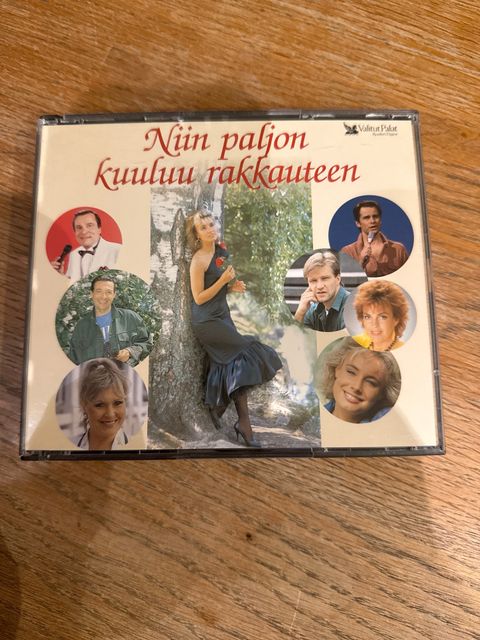 Niin paljon
kuuluu rakkauteen
Valitut Palat